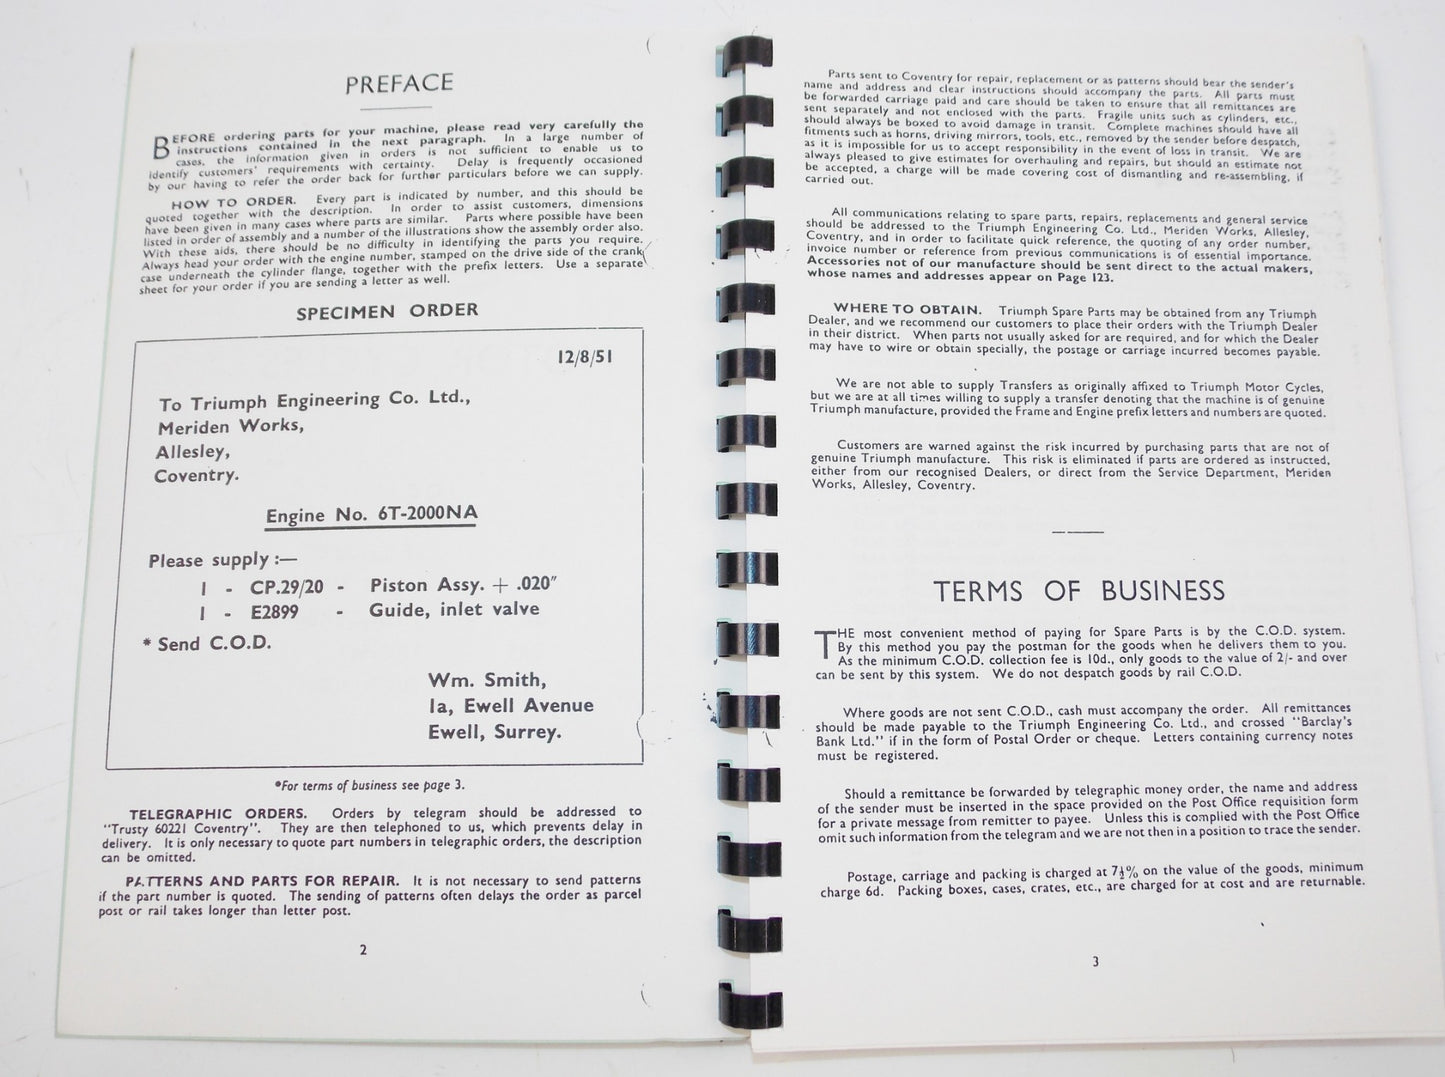 PREFACE
BEFORE ordering parts for your machine, please read very carefully the
instructions contained in the next paragraph. In a large number of
cases, the information given in orders is not sufficient to enable us to
identify customers' requirements with certainty. Delay is frequently occasioned
by our having to refer the order back for further particulars before we can supply.
HOW TO ORDER. Every part is indicated by number, and this should be
quoted together with the description. In order to assist customers, dimensions
have been given in many cases where parts are similar. Parts where possible have been
listed in order of assembly and a number of the illustrations show the assembly order also.
With these aids, there should be no difficulty in identifying the parts you require.
Always head your order with the engine number, stamped on the drive side of the crank
case underneath the cylinder flange, together with the prefix letters. Use a separate
sheet for your order if you are sending a letter as well.
SPECIMEN ORDER
12/8/51
To Triumph Engineering Co. Ltd.,
Meriden Works,
Allesley,
Coventry.
Engine No. 6T-2000NA
Please supply :—
1 - CP.29/20 - Piston Assy. + .020"
1 - E2899 - Guide, inlet valve
* Send C.O.D.
Wm. Smith,
1a, Ewell Avenue
Ewell, Surrey.
*For terms of business see page 3.
TELEGRAPHIC ORDERS. Orders by telegram should be addressed to
"Trusty 60221 Coventry". They are then telephoned to us, which prevents delay in
delivery. It is only necessary to quote part numbers in telegraphic orders, the description
can be omitted.
PATTERNS AND PARTS FOR REPAIR. It is not necessary to send patterns
if the part number is quoted. The sending of patterns often delays the order as parcel
post or rail takes longer than letter post.
2
Parts sent to Coventry for repair, replacement or as patterns should bear the sender's
name and address and clear instructions should accompany the parts. All parts must
be forwarded carriage paid and care should be taken to ensure that all remittances are
sent separately and not enclosed with the parts. Fragile units such as cylinders, etc.,
should always be boxed to avoid damage in transit. Complete machines should have all
fitments such as horns, driving mirrors, tools, etc., removed by the sender before despatch,
as it is impossible for us to accept responsibility in the event of loss in transit. We are
always pleased to give estimates for overhauling and repairs, but should an estimate not
be accepted, a charge will be made covering cost of dismantling and re-assembling, if
carried out.
All communications relating to spare parts, repairs, replacements and general service
should be addressed to the Triumph Engineering Co. Ltd., Meriden Works, Allesley,
Coventry, and in order to facilitate quick reference, the quoting of any order number,
invoice number or reference from previous communications is of essential importance.
Accessories not of our manufacture should be sent direct to the actual makers,
whose names and addresses appear on Page 123.
WHERE TO OBTAIN. Triumph Spare Parts may be obtained from any Triumph
Dealer, and we recommend our customers to place their orders with the Triumph Dealer
in their district. When parts not usually asked for are required, and for which the Dealer
may have to wire or obtain specially, the postage or carriage incurred becomes payable.
We are not able to supply Transfers as originally affixed to Triumph Motor Cycles,
but we are at all times willing to supply a transfer denoting that the machine is of genuine
Triumph manufacture, provided the Frame and Engine prefix letters and numbers are quoted.
Customers are warned against the risk incurred by purchasing parts that are not of
genuine Triumph manufacture. This risk is eliminated if parts are ordered as instructed,
either from our recognised Dealers, or direct from the Service Department, Meriden
Works, Allesley, Coventry.
TERMS OF BUSINESS
THE most convenient method of paying for Spare Parts is by the C.O.D. system.
By this method you pay the postman for the goods when he delivers them to you.
As the minimum C.O.D. collection fee is 10d., only goods to the value of 2/- and over
can be sent by this system. We do not despatch goods by rail C.O.D.
Where goods are not sent C.O.D., cash must accompany the order. All remittances
should be made payable to the Triumph Engineering Co. Ltd., and crossed "Barclay's
Bank Ltd." if in the form of Postal Order or cheque. Letters containing currency notes
must be registered.
Should a remittance be forwarded by telegraphic money order, the name and address
of the sender must be inserted in the space provided on the Post Office requisition form
for a private message from remitter to payee. Unless this is complied with the Post Office
omit such information from the telegram and we are not then in a position to trace the sender.
Postage, carriage and packing is charged at 7½% on the value of the goods, minimum
charge 6d. Packing boxes, cases, crates, etc., are charged for at cost and are returnable.
3